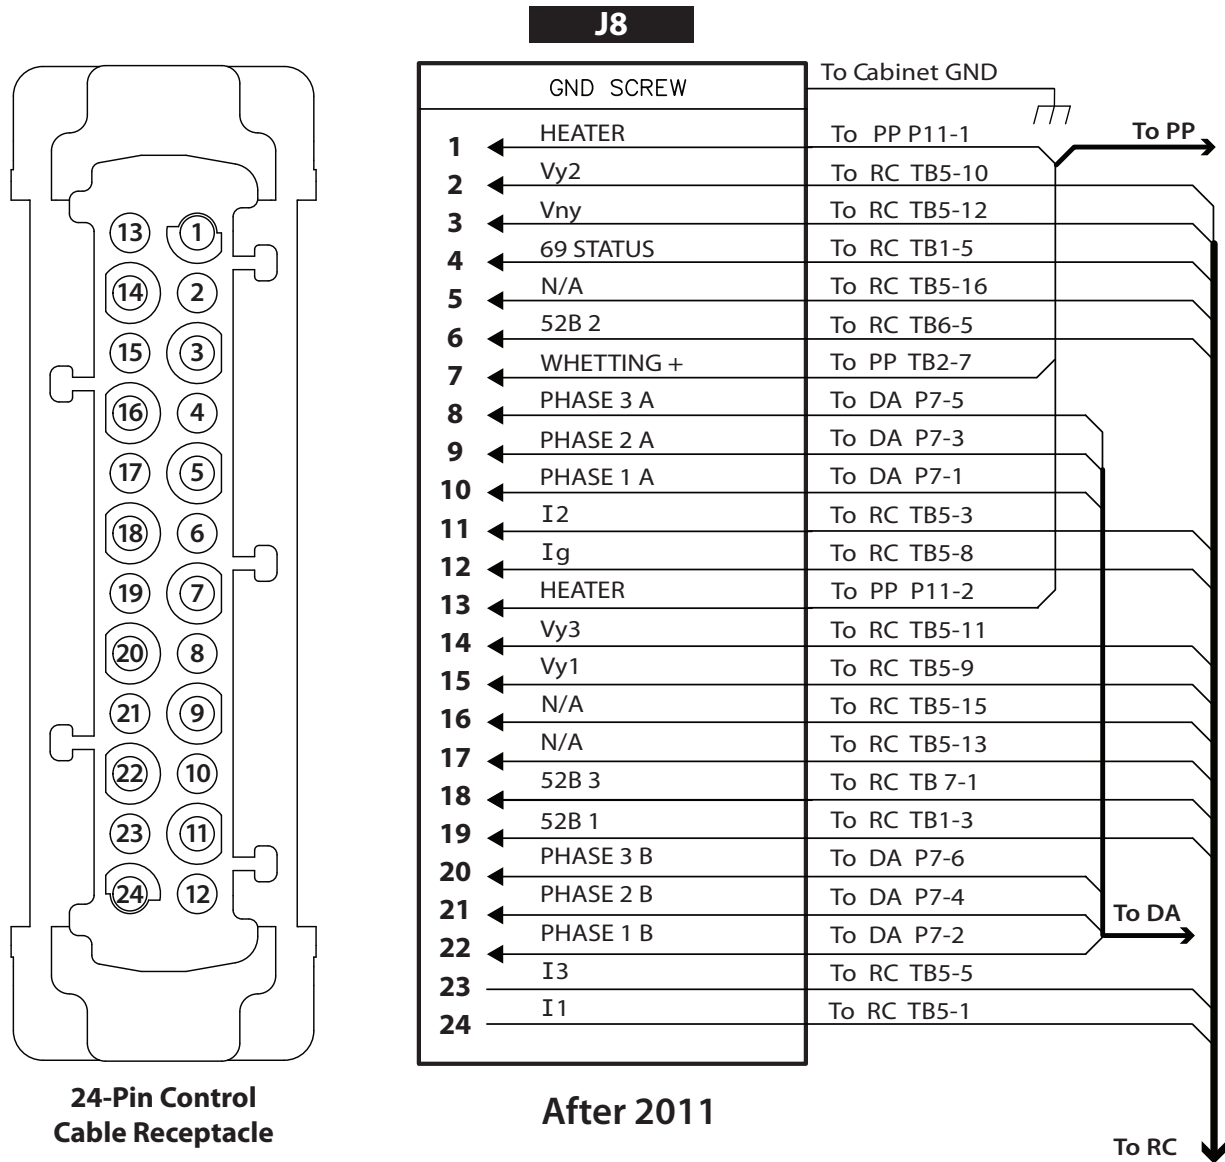 J8
GND SCREW To Cabinet GND
1 HEATER To PP P11-1
To PP
2 Vy2 To RC TB5-10
3 Vny To RC TB5-12
4 69 STATUS To RC TB1-5
5 N/A To RC TB5-16
6 52B 2 To RC TB6-5
7 WHETTING + To PP TB2-7
8 PHASE 3 A To DA P7-5
9 PHASE 2 A To DA P7-3
10 PHASE 1 A To DA P7-1
11 I2 To RC TB5-3
12 Ig To RC TB5-8
13 HEATER To PP P11-2
14 Vy3 To RC TB5-11
15 Vy1 To RC TB5-9
16 N/A To RC TB5-15
17 N/A To RC TB5-13
18 52B 3 To RC TB 7-1
19 52B 1 To RC TB1-3
20 PHASE 3 B To DA P7-6
21 PHASE 2 B To DA P7-4
To DA
22 PHASE 1 B To DA P7-2
23 I3 To RC TB5-5
24 I1 To RC TB5-1
To RC
13 1
14 2
15 3
16 4
17 5
18 6
19 7
20 8
21 9
22 10
23 11
24 12
24-Pin Control
Cable Receptacle
After 2011